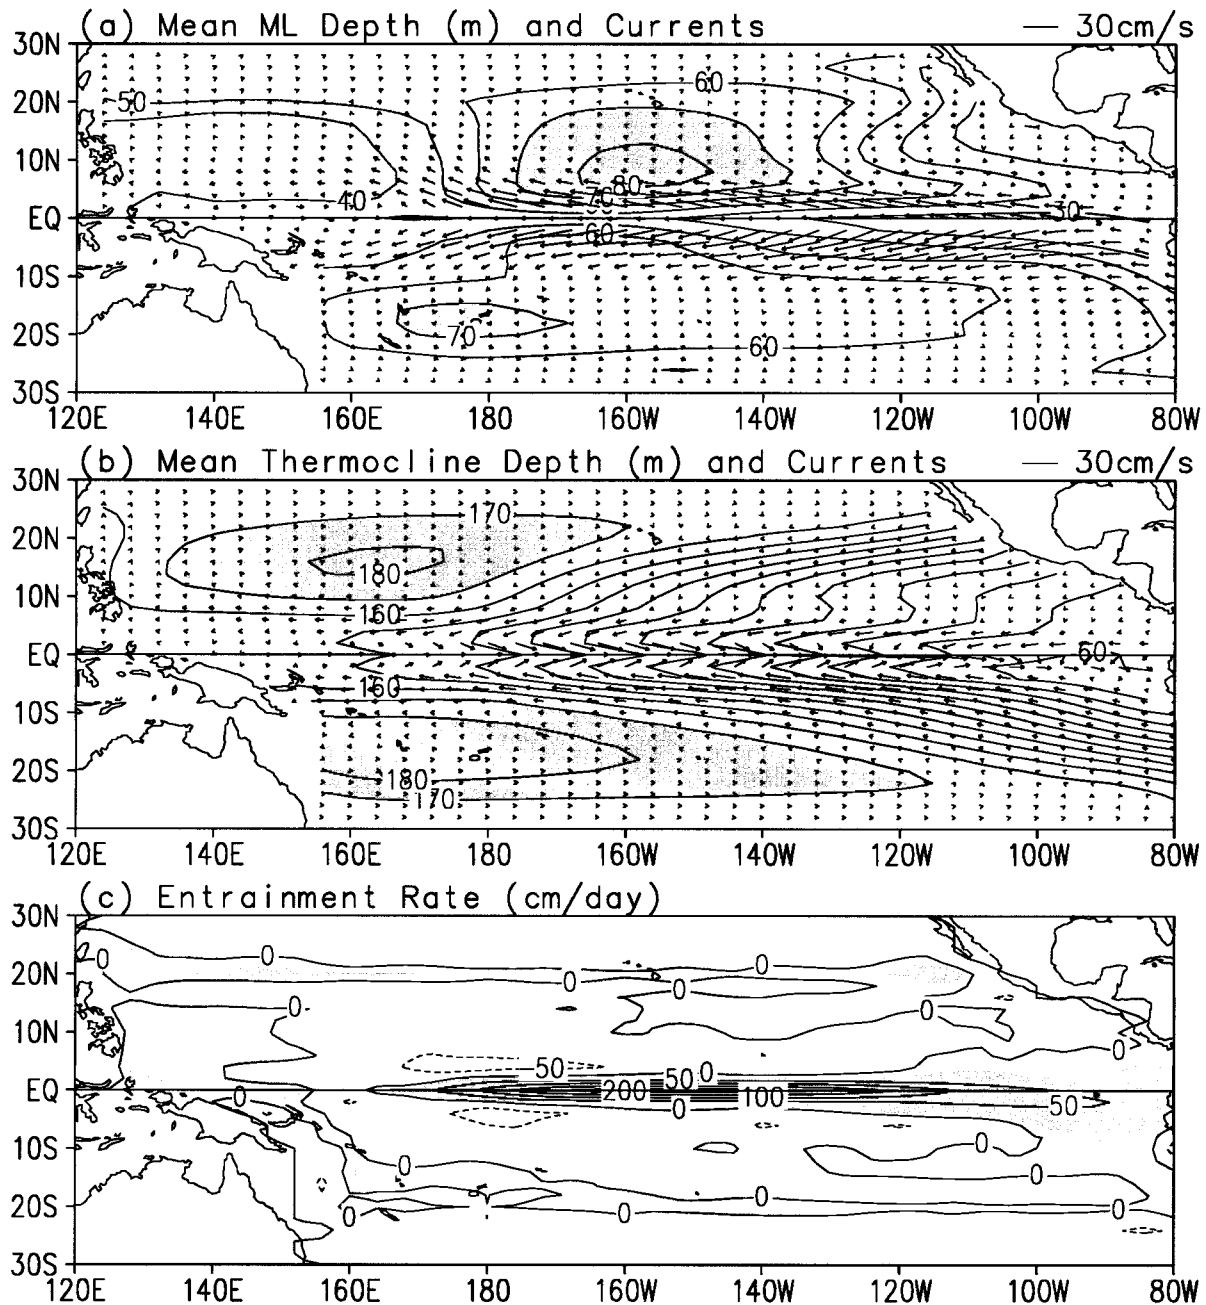 (a) Mean ML Depth (m) and Currents
30cm/s
30N
20N
10N
EQ
10S
20S
30S
50
60
40
80
70
60
30
70
60
120E 140E 160E 180 160W 140W 120W 100W 80W
(b) Mean Thermocline Depth (m) and Currents
30cm/s
30N
20N
10N
EQ
10S
20S
30S
170
180
160
60
160
180
170
120E 140E 160E 180 160W 140W 120W 100W 80W
(c) Entrainment Rate (cm/day)
30N
20N
10N
EQ
10S
20S
30S
0
0
0
0
0
0
0
0
50
50
0
0
200
100
0
50
0
0
0
0
0
0
0
120E 140E 160E 180 160W 140W 120W 100W 80W